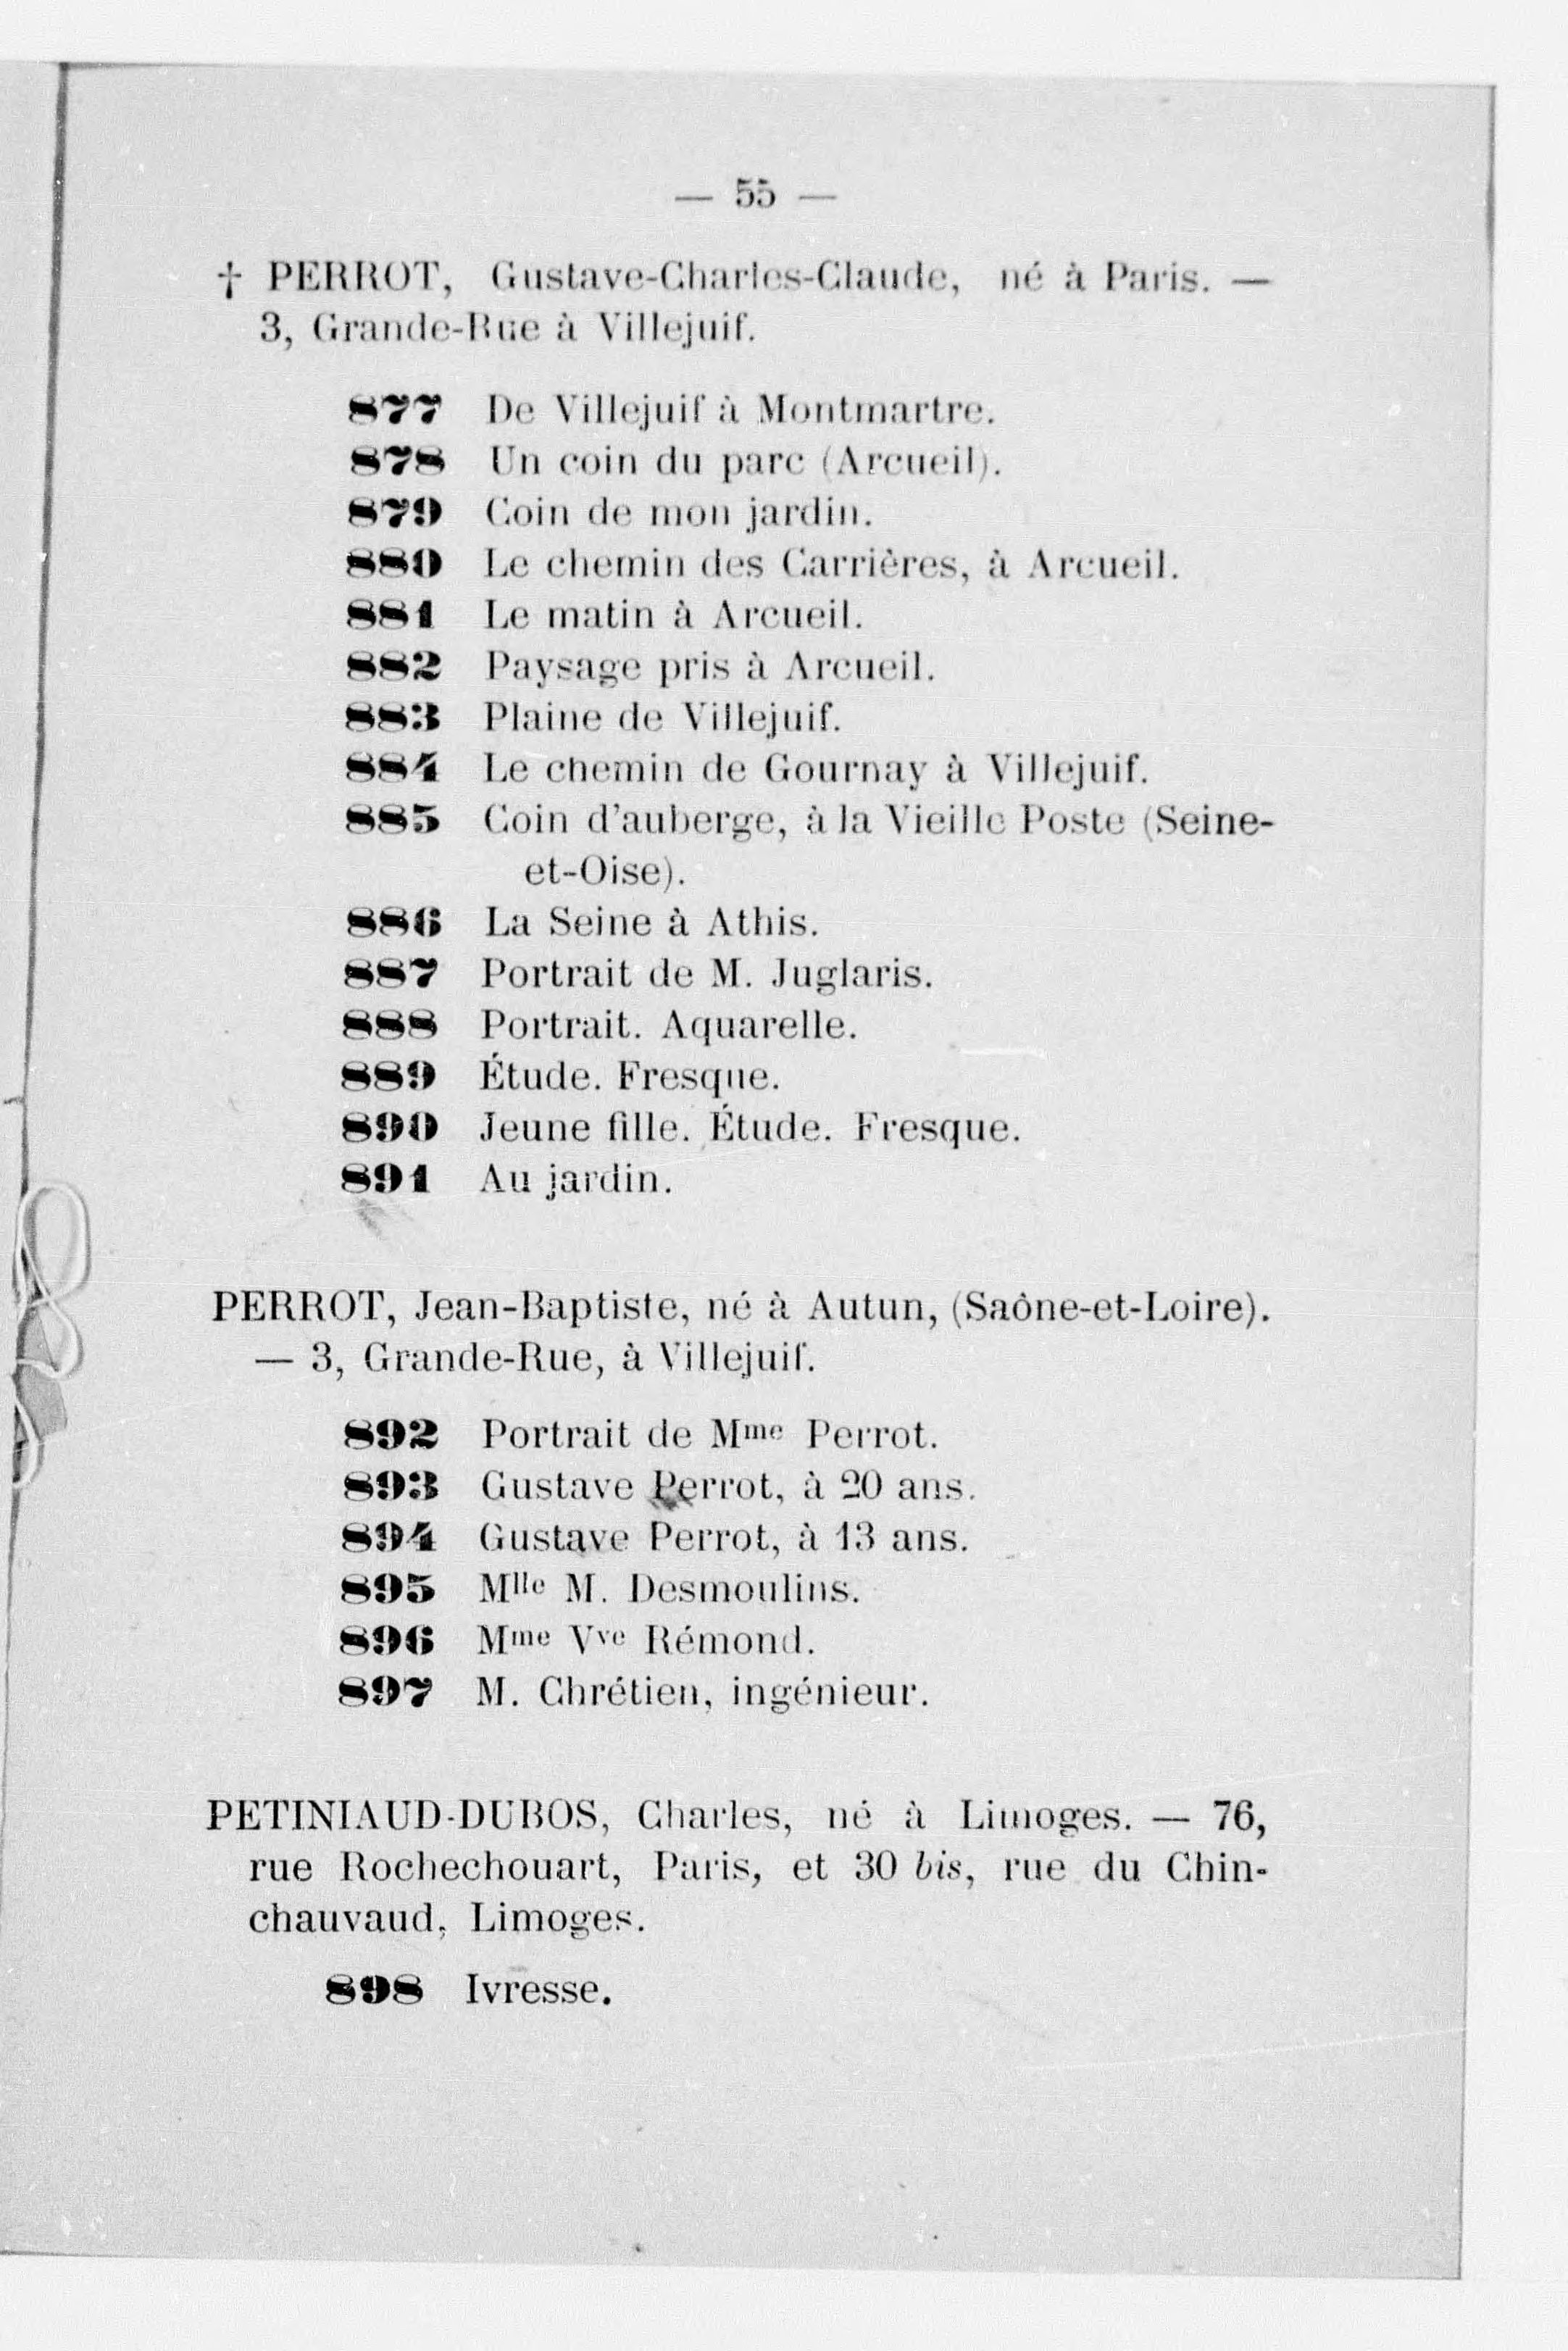 — 55 —
† PERROT, Gustave-Charles-Claude, né à Paris. —
3, Grande-Rue à Villejuif.
877 De Villejuif à Montmartre.
878 Un coin du parc (Arcueil).
879 Coin de mon jardin.
880 Le chemin des Carrières, à Arcueil.
881 Le matin à Arcueil.
882 Paysage pris à Arcueil.
883 Plaine de Villejuif.
884 Le chemin de Gournay à Villejuif.
885 Coin d'auberge, à la Vieille Poste (Seine-
et-Oise).
886 La Seine à Athis.
887 Portrait de M. Juglaris.
888 Portrait. Aquarelle.
889 Étude. Fresque.
890 Jeune fille. Étude. Fresque.
891 Au jardin.
PERROT, Jean-Baptiste, né à Autun, (Saône-et-Loire).
— 3, Grande-Rue, à Villejuif.
892 Portrait de Mme Perrot.
893 Gustave Perrot, à 20 ans.
894 Gustave Perrot, à 13 ans.
895 Mlle M. Desmoulins.
896 Mme Vve Rémond.
897 M. Chrétien, ingénieur.
PETINIAUD-DUBOS, Charles, né à Limoges. — 76,
rue Rochechouart, Paris, et 30 bis, rue du Chin-
chauvaud, Limoges.
898 Ivresse.